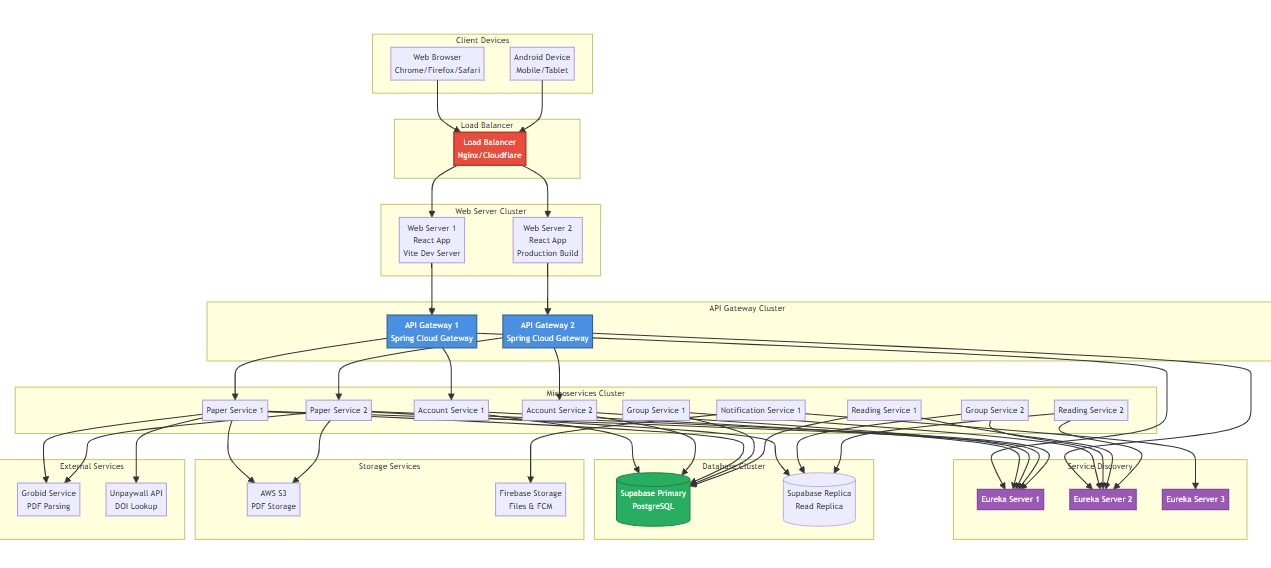 Client Devices
Web Browser
Chrome/Firefox/Safari
Android Device
Mobile/Tablet
Load Balancer
Load Balancer
Nginx/Cloudflare
Web Server Cluster
Web Server 1
React App
Vite Dev Server
Web Server 2
React App
Production Build
API Gateway Cluster
API Gateway 1
Spring Cloud Gateway
API Gateway 2
Spring Cloud Gateway
Microservices Cluster
Paper Service 1
Paper Service 2
Account Service 1
Account Service 2
Group Service 1
Notification Service 1
Reading Service 1
Group Service 2
Reading Service 2
External Services
Grobid Service
PDF Parsing
Unpaywall API
DOI Lookup
Storage Services
AWS S3
PDF Storage
Firebase Storage
Files & FCM
Database Cluster
Supabase Primary
PostgreSQL
Supabase Replica
Read Replica
Service Discovery
Eureka Server 1
Eureka Server 2
Eureka Server 3